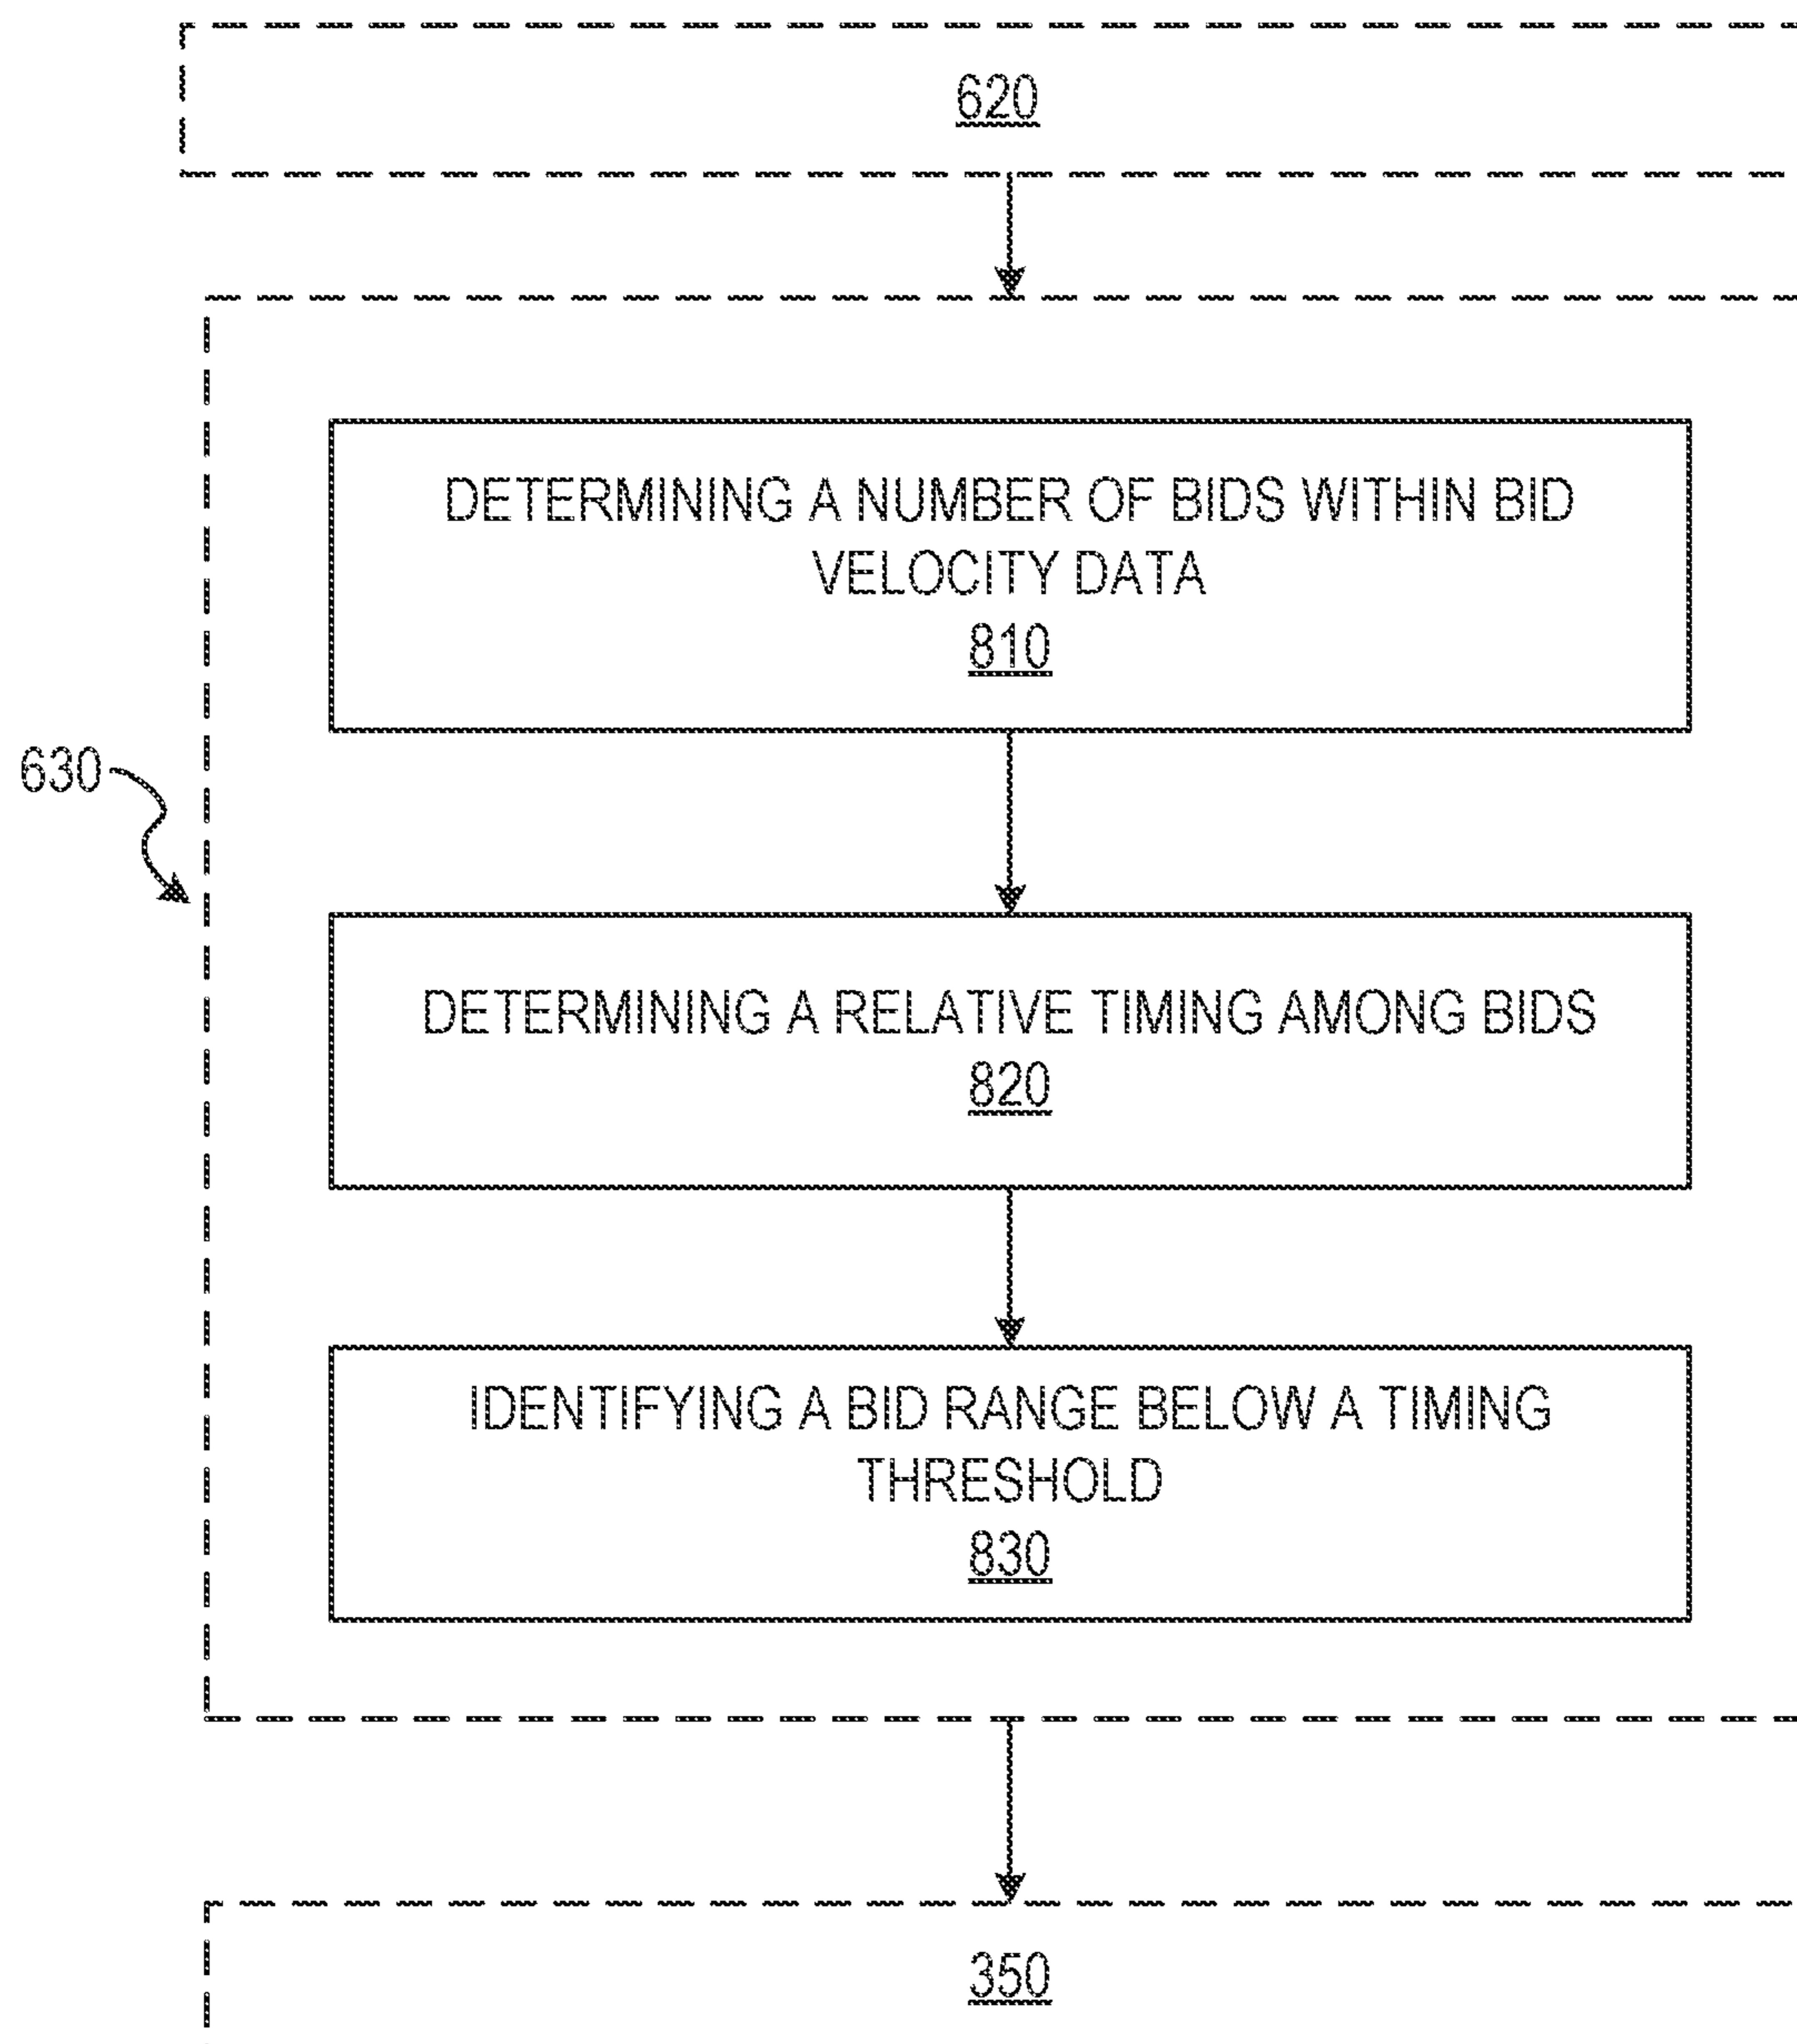 620
DETERMINING A NUMBER OF BIDS WITHIN BID
VELOCITY DATA
810
630
DETERMINING A RELATIVE TIMING AMONG BIDS
820
IDENTIFYING A BID RANGE BELOW A TIMING
THRESHOLD
830
350